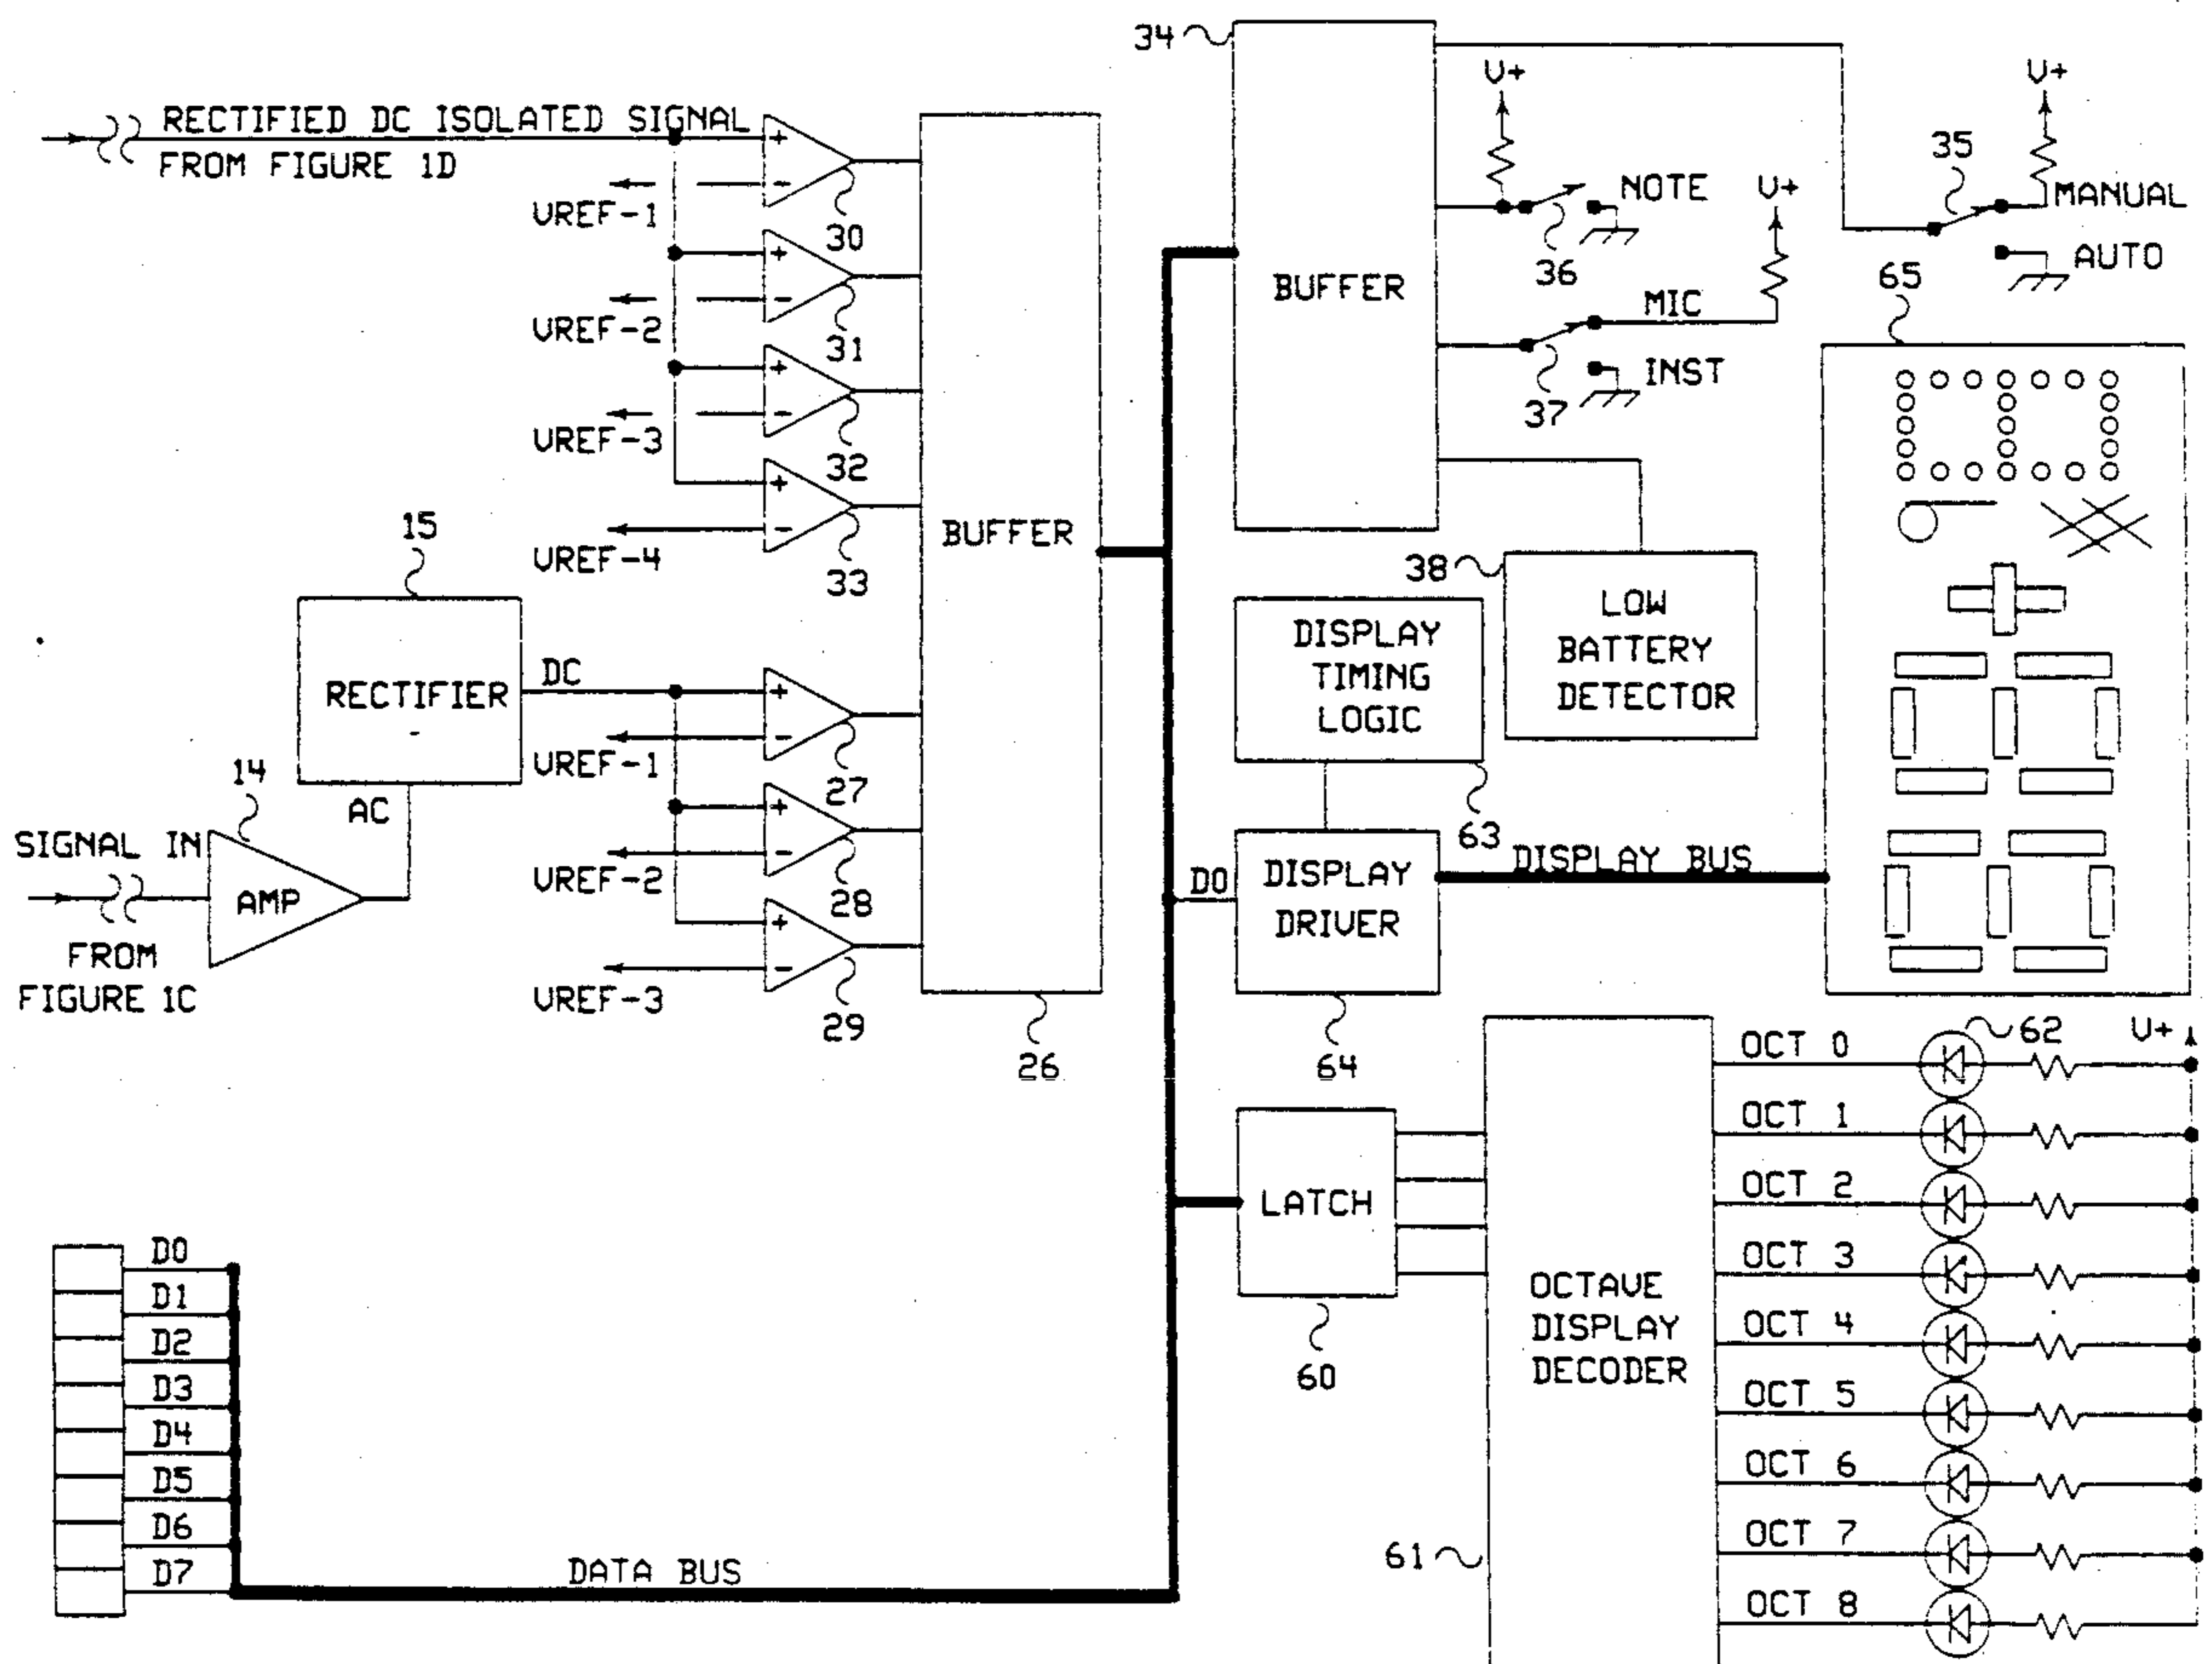 RECTIFIED DC ISOLATED SIGNAL
FROM FIGURE 1D
VREF-1
30
VREF-2
31
VREF-3
32
VREF-4
33
15
RECTIFIER
DC
VREF-1
27
14
AC
SIGNAL IN
AMP
FROM
FIGURE 1C
VREF-2
28
VREF-3
29
BUFFER
26
34
BUFFER
V+
NOTE
36
V+
MIC
INST
37
V+
35
MANUAL
AUTO
65
38
LOW
BATTERY
DETECTOR
DISPLAY
TIMING
LOGIC
63
D0
DISPLAY
DRIVER
64
DISPLAY BUS
LATCH
60
OCTAVE
DISPLAY
DECODER
61
OCT 0
62
V+
OCT 1
OCT 2
OCT 3
OCT 4
OCT 5
OCT 6
OCT 7
OCT 8
D0
D1
D2
D3
D4
D5
D6
D7
DATA BUS